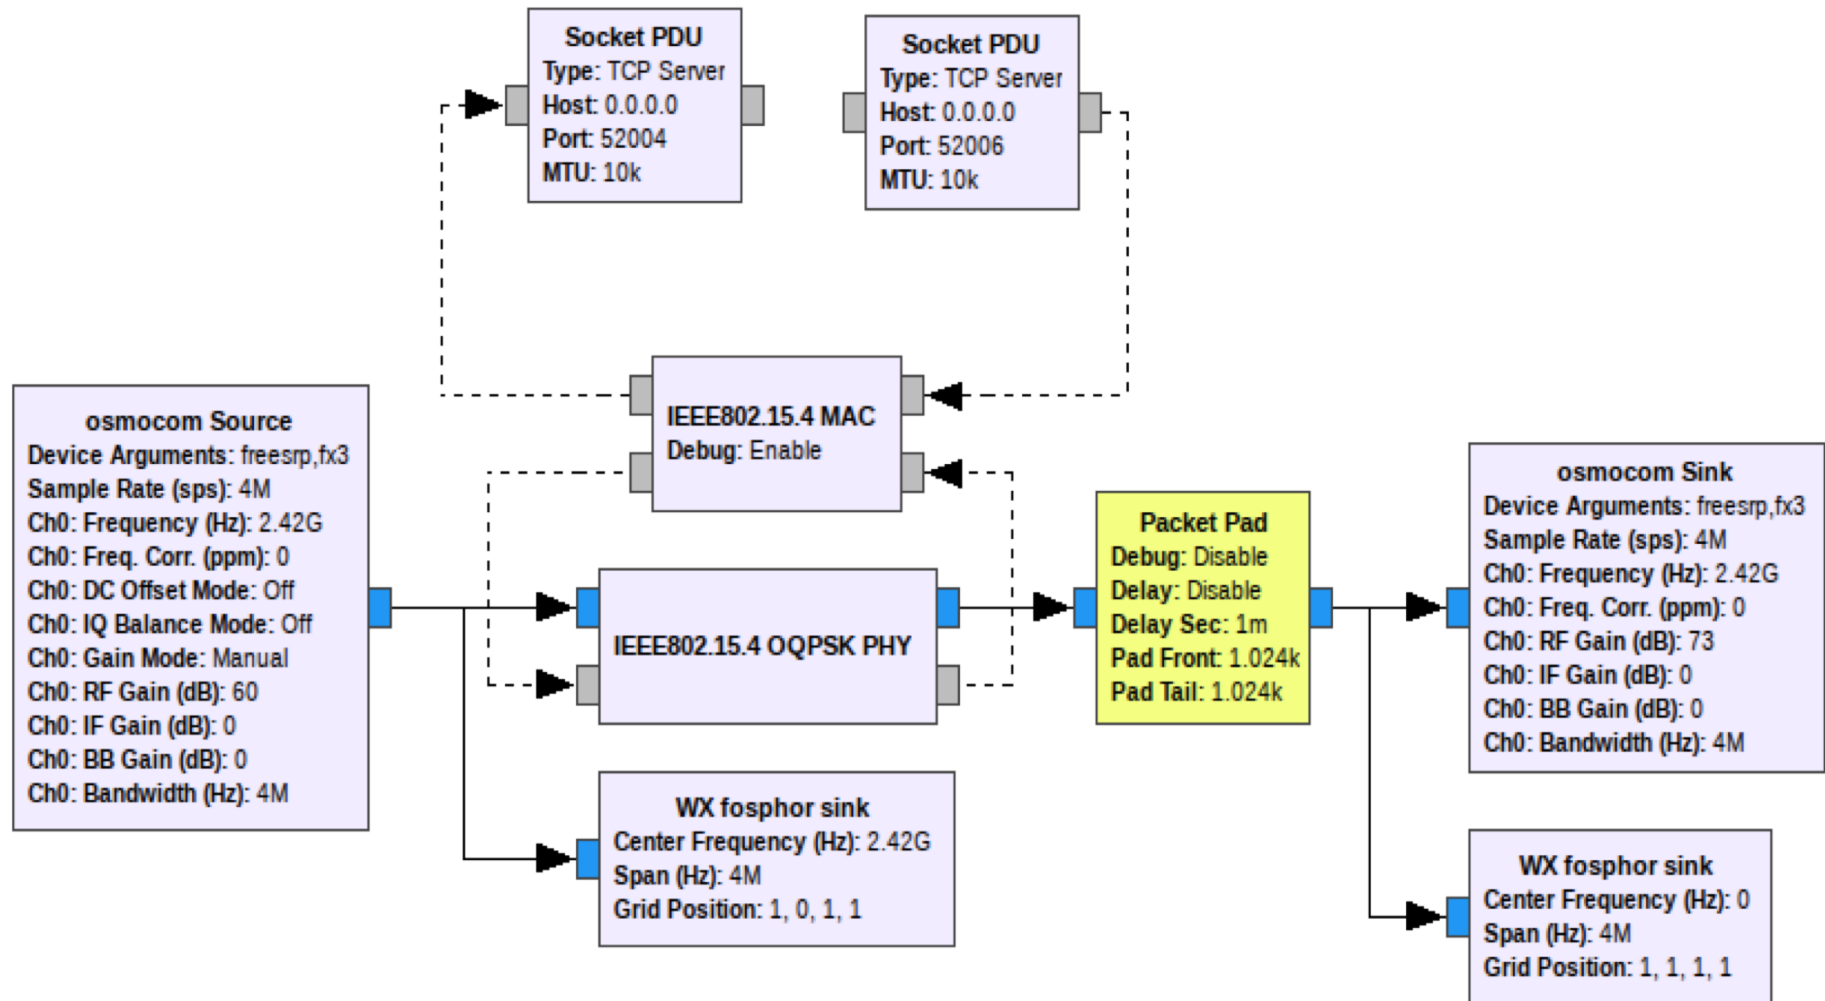 Socket PDU
Type: TCP Server
Host: 0.0.0.0
Port: 52004
MTU: 10k
Socket PDU
Type: TCP Server
Host: 0.0.0.0
Port: 52006
MTU: 10k
IEEE802.15.4 MAC
Debug: Enable
osmocom Source
Device Arguments: freesrp,fx3
Sample Rate (sps): 4M
Ch0: Frequency (Hz): 2.42G
Ch0: Freq. Corr. (ppm): 0
Ch0: DC Offset Mode: Off
Ch0: IQ Balance Mode: Off
Ch0: Gain Mode: Manual
Ch0: RF Gain (dB): 60
Ch0: IF Gain (dB): 0
Ch0: BB Gain (dB): 0
Ch0: Bandwidth (Hz): 4M
IEEE802.15.4 OQPSK PHY
Packet Pad
Debug: Disable
Delay: Disable
Delay Sec: 1m
Pad Front: 1.024k
Pad Tail: 1.024k
osmocom Sink
Device Arguments: freesrp,fx3
Sample Rate (sps): 4M
Ch0: Frequency (Hz): 2.42G
Ch0: Freq. Corr. (ppm): 0
Ch0: RF Gain (dB): 73
Ch0: IF Gain (dB): 0
Ch0: BB Gain (dB): 0
Ch0: Bandwidth (Hz): 4M
WX fosphor sink
Center Frequency (Hz): 2.42G
Span (Hz): 4M
Grid Position: 1, 0, 1, 1
WX fosphor sink
Center Frequency (Hz): 0
Span (Hz): 4M
Grid Position: 1, 1, 1, 1